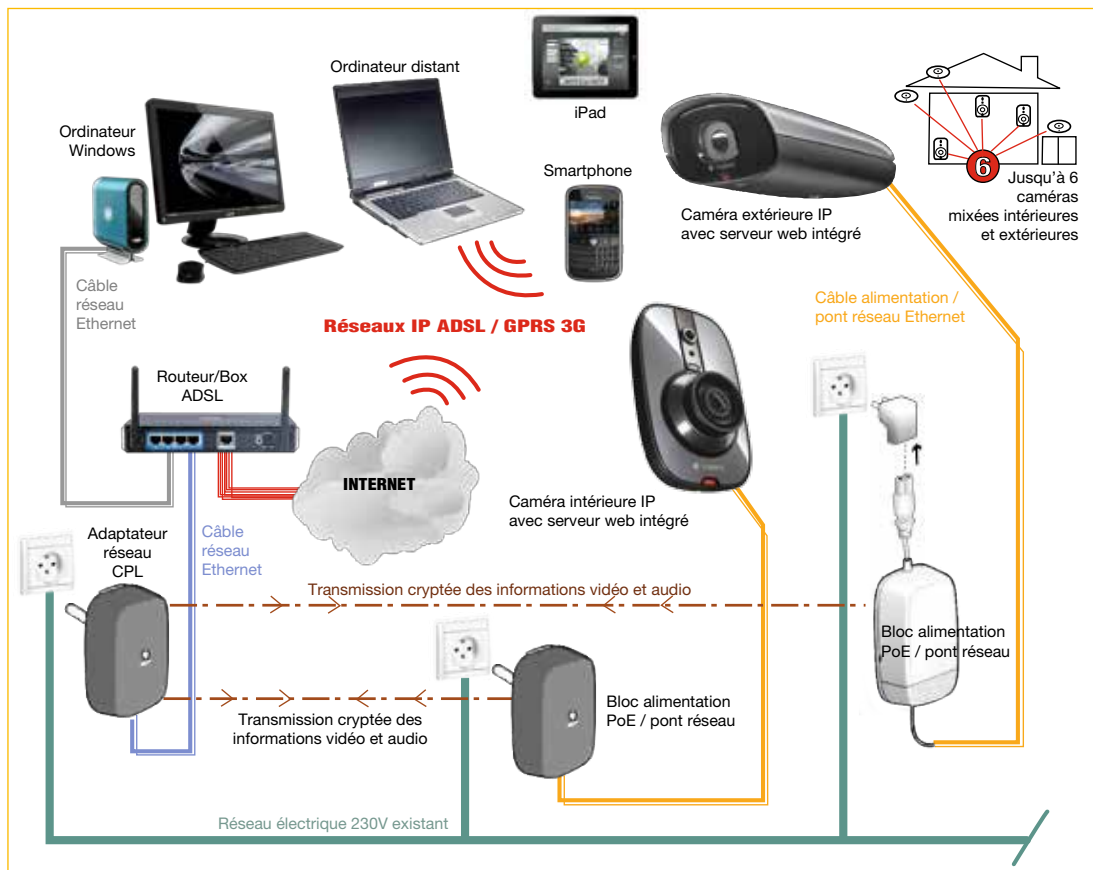 Ordinateur distant
iPad
Ordinateur
Windows
Smartphone
6
Jusqu'à 6
caméras
mixées intérieures
et extérieures
Caméra extérieure IP
avec serveur web intégré
Câble
réseau
Ethernet
Câble alimentation /
pont réseau Ethernet
Réseaux IP ADSL / GPRS 3G
Routeur/Box
ADSL
INTERNET
Caméra intérieure IP
avec serveur web intégré
Adaptateur
réseau
CPL
Câble
réseau
Ethernet
Transmission cryptée des informations vidéo et audio
Bloc alimentation
PoE / pont réseau
Bloc alimentation
PoE / pont réseau
Transmission cryptée des
informations vidéo et audio
Réseau électrique 230V existant